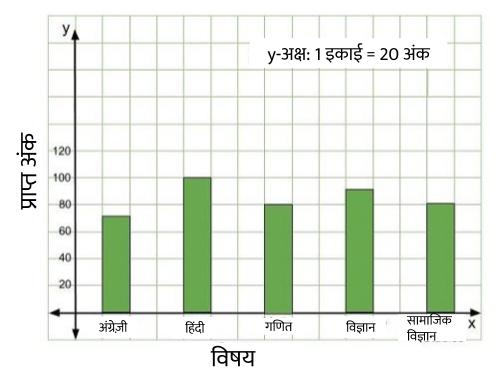 y
y-अक्ष: 1 इकाई = 20 अंक
प्राप्त अंक
120
100
80
60
40
20
अंग्रेज़ी
हिंदी
गणित
विज्ञान
सामाजिक
विज्ञान
x
विषय